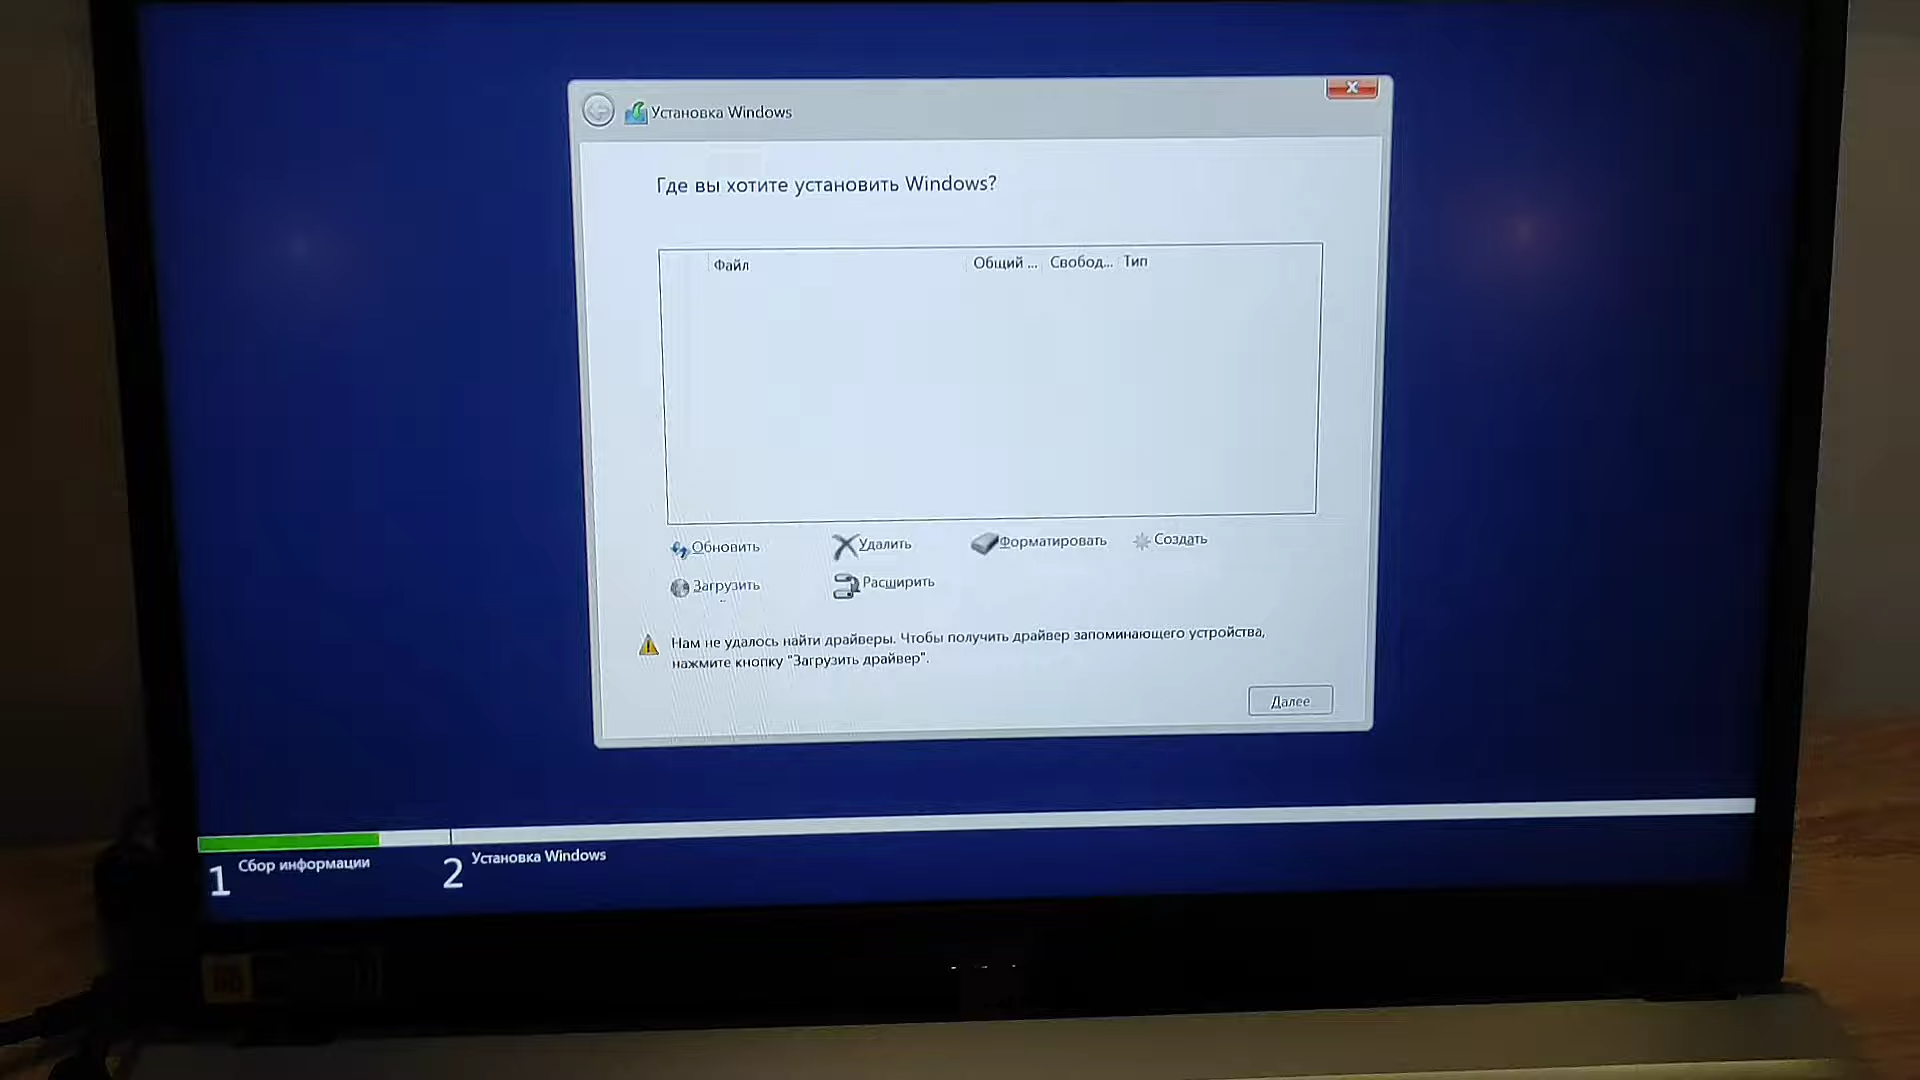 Установка Windows
Где вы хотите установить Windows?
Файл Общий ... Свобод... Тип
Обновить Удалить Форматировать Создать
Загрузить Расширить
Нам не удалось найти драйверы. Чтобы получить драйвер запоминающего устройства,
нажмите кнопку "Загрузить драйвер".
Далее
1 Сбор информации 2 Установка Windows